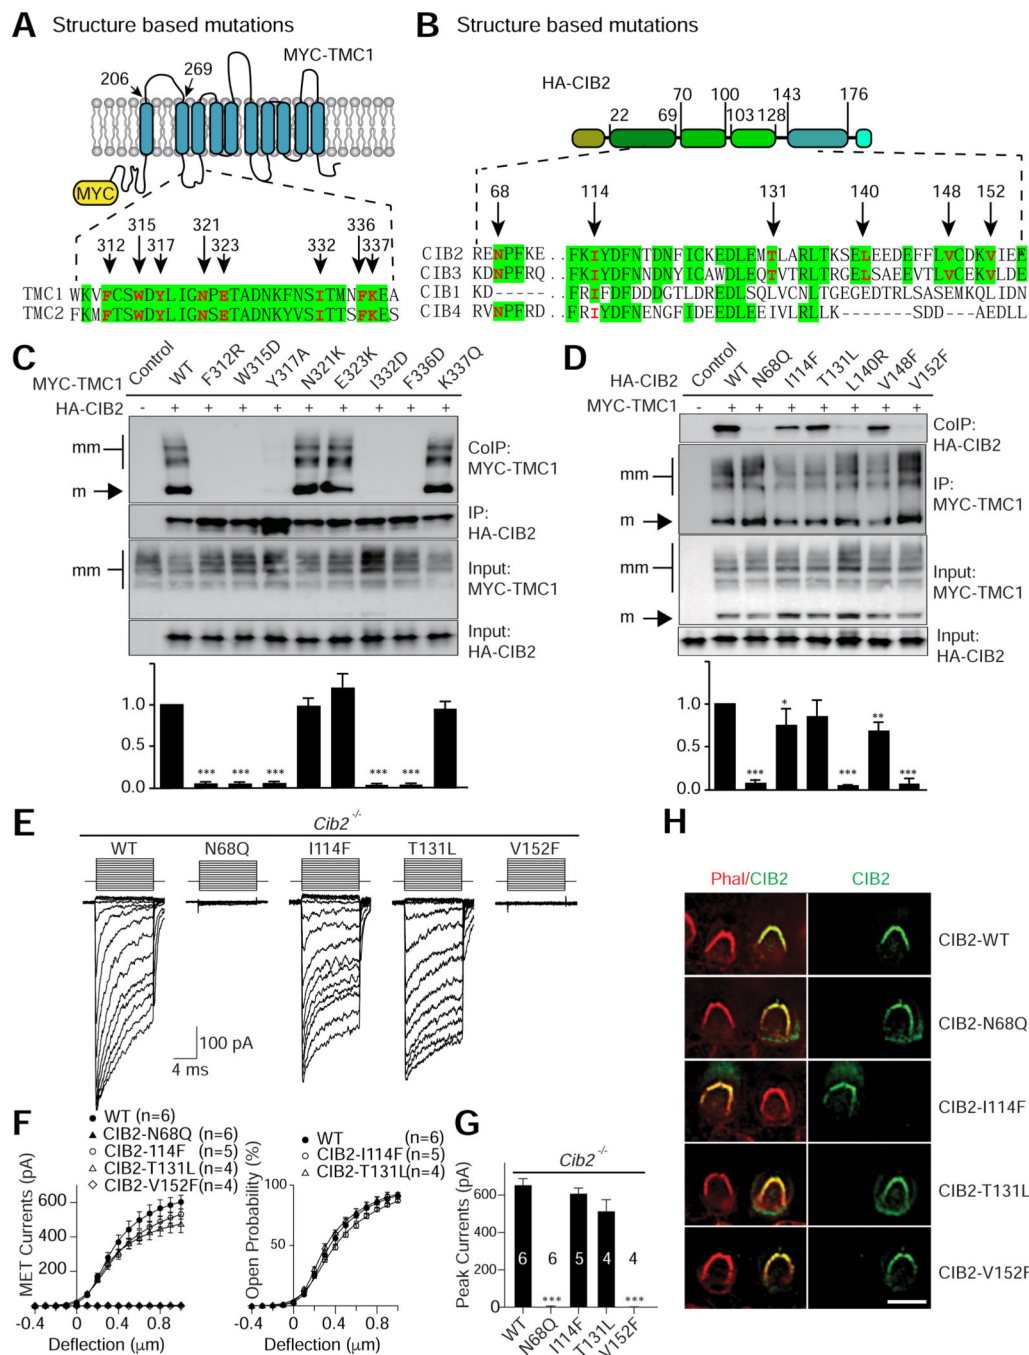 A Structure based mutations
MYC-TMC1
206
269
MYC
315 321 336
312 317 323 332 337
TMC1 WKVFCSWDYLIGNPETADNKFNSITMNFKEA
TMC2 FKMFTSWDYLIGNSETADNKYVSITTSFKES
B Structure based mutations
HA-CIB2
22 69 70 100 103 128 143 176
68 114 131 140 148 152
CIB2 RENPFKE ..FKIYDFNTDNFICKEDLEMTLARLTKSELEEDEFFLVCDKVIEE
CIB3 RDNPFRQ ..FKIYDFNNDNYICAWDLEQTVTRLTRGELSAEEVTLVCEKVLDE
CIB1 KD-----..FRIFDFDDDGTLDREDLSQLVCNLTGEGEDTRLSASEMKQLIDN
CIB4 RVNPFRD..FRIYDFNENGFIDEEDLEEIVLRLLK-------SDD---AEDLL
C
MYC-TMC1 Control WT F312R W315D Y317A N321K E323K I332D F336D K337Q
HA-CIB2 - + + + + + + + + +
mm
m
CoIP:
MYC-TMC1
IP:
HA-CIB2
mm
Input:
MYC-TMC1
Input:
HA-CIB2
1.0
0.5
0.0
*** *** *** *** ***
D
HA-CIB2 Control WT N68Q I114F T131L L140R V148F V152F
MYC-TMC1 - + + + + + + +
CoIP:
HA-CIB2
mm
m
IP:
MYC-TMC1
mm
m
Input:
MYC-TMC1
Input:
HA-CIB2
1.0
0.5
0.0
*** * *** ** ***
E
Cib2 -/-
WT N68Q I114F T131L V152F
100 pA
4 ms
F
WT (n=6)
CIB2-N68Q (n=6)
CIB2-114F (n=5)
CIB2-T131L (n=4)
CIB2-V152F(n=4)
MET Currents (pA)
600
400
200
0
-0.4 0.0 0.4 0.8
Deflection (μm)
WT (n=6)
CIB2-I114F (n=5)
CIB2-T131L(n=4)
Open Probability (%)
100
50
0
-0.4 0.0 0.4 0.8
Deflection (μm)
G
Cib2 -/-
Peak Currents (pA)
600
400
200
0
6 6 5 4 4
*** ***
WT N68Q I114F T131L V152F
H
Phal/CIB2 CIB2
CIB2-WT
CIB2-N68Q
CIB2-I114F
CIB2-T131L
CIB2-V152F